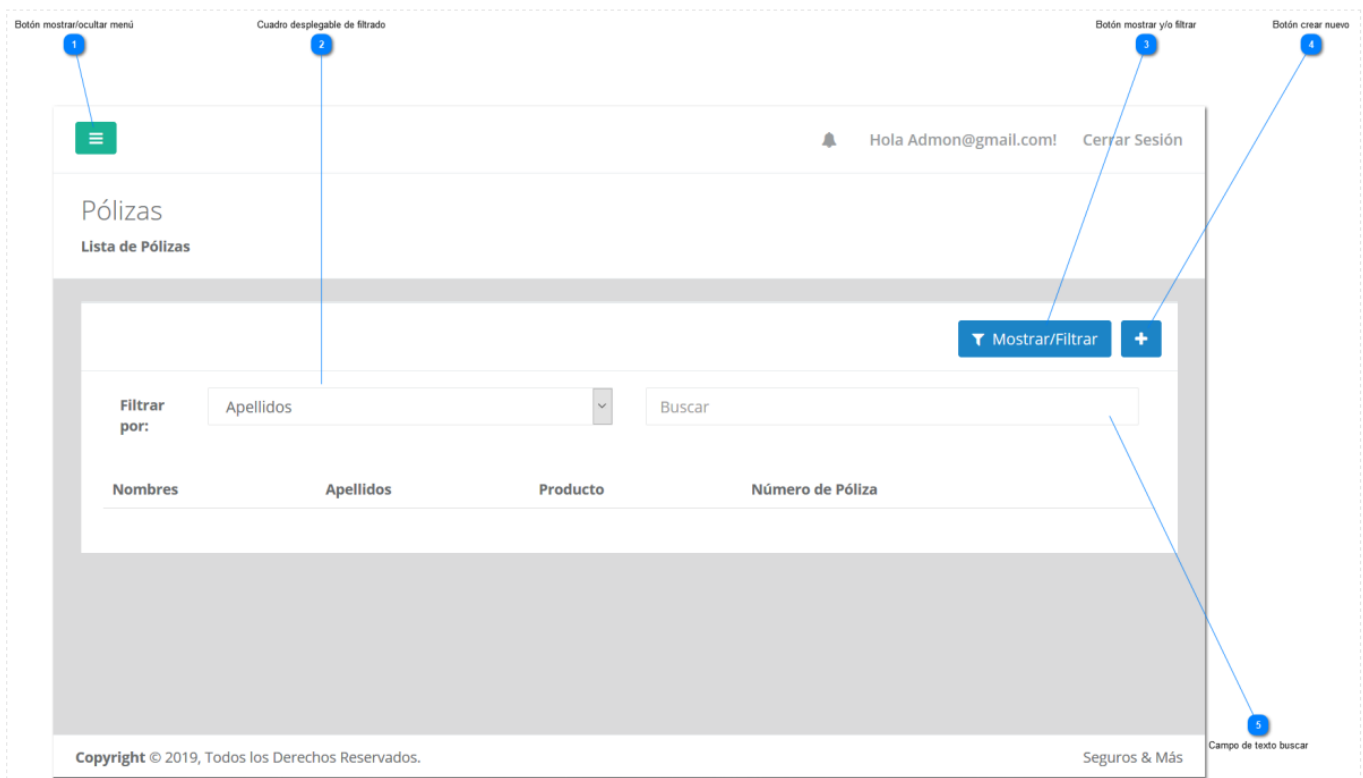 Botón mostrar/ocultar menú
Cuadro desplegable de filtrado
Botón mostrar y/o filtrar
Botón crear nuevo
1
2
3
4
Hola Admon@gmail.com!
Cerrar Sesión
Pólizas
Lista de Pólizas
Mostrar/Filtrar
Filtrar
por:
Apellidos
Buscar
Nombres
Apellidos
Producto
Número de Póliza
5
Campo de texto buscar
Copyright © 2019, Todos los Derechos Reservados.
Seguros & Más